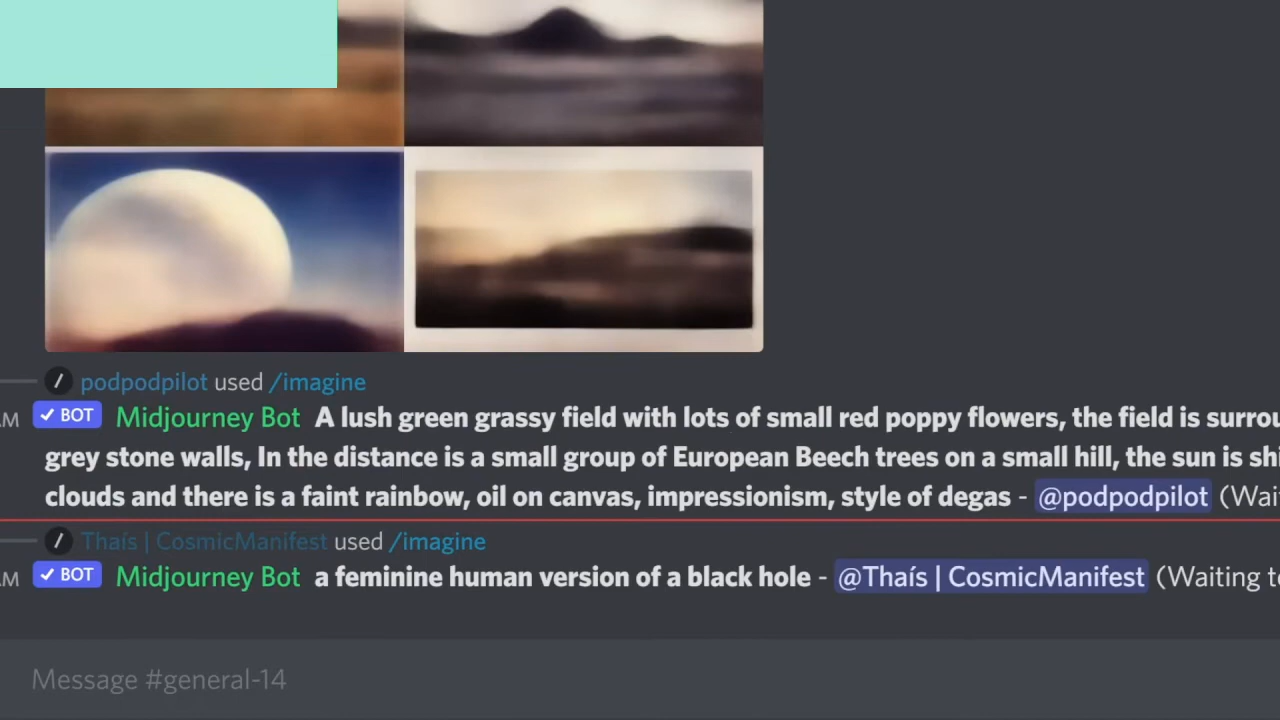 podpodpilot used /imagine
AM BOT Midjourney Bot A lush green grassy field with lots of small red poppy flowers, the field is
grey stone walls, In the distance is a small group of European Beech trees on a small hill, the sun is
clouds and there is a faint rainbow, oil on canvas, impressionism, style of degas - @podpodpilot
Thaís | CosmicManifest used /imagine
AM BOT Midjourney Bot a feminine human version of a black hole - @Thaís | CosmicManifest (Waiting
Message #general-14